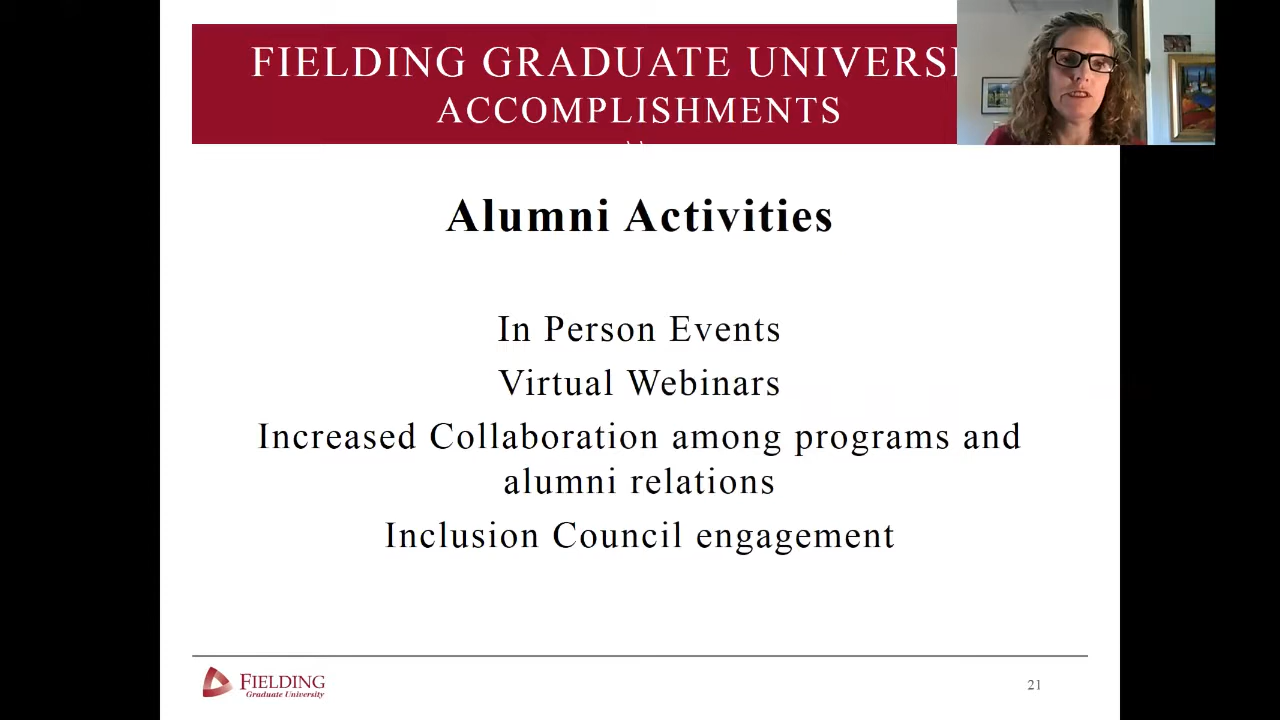 FIELDING GRADUATE UNIVERSI
ACCOMPLISHMENTS
Alumni Activities
In Person Events
Virtual Webinars
Increased Collaboration among programs and
alumni relations
Inclusion Council engagement
FIELDING
Graduate University
21